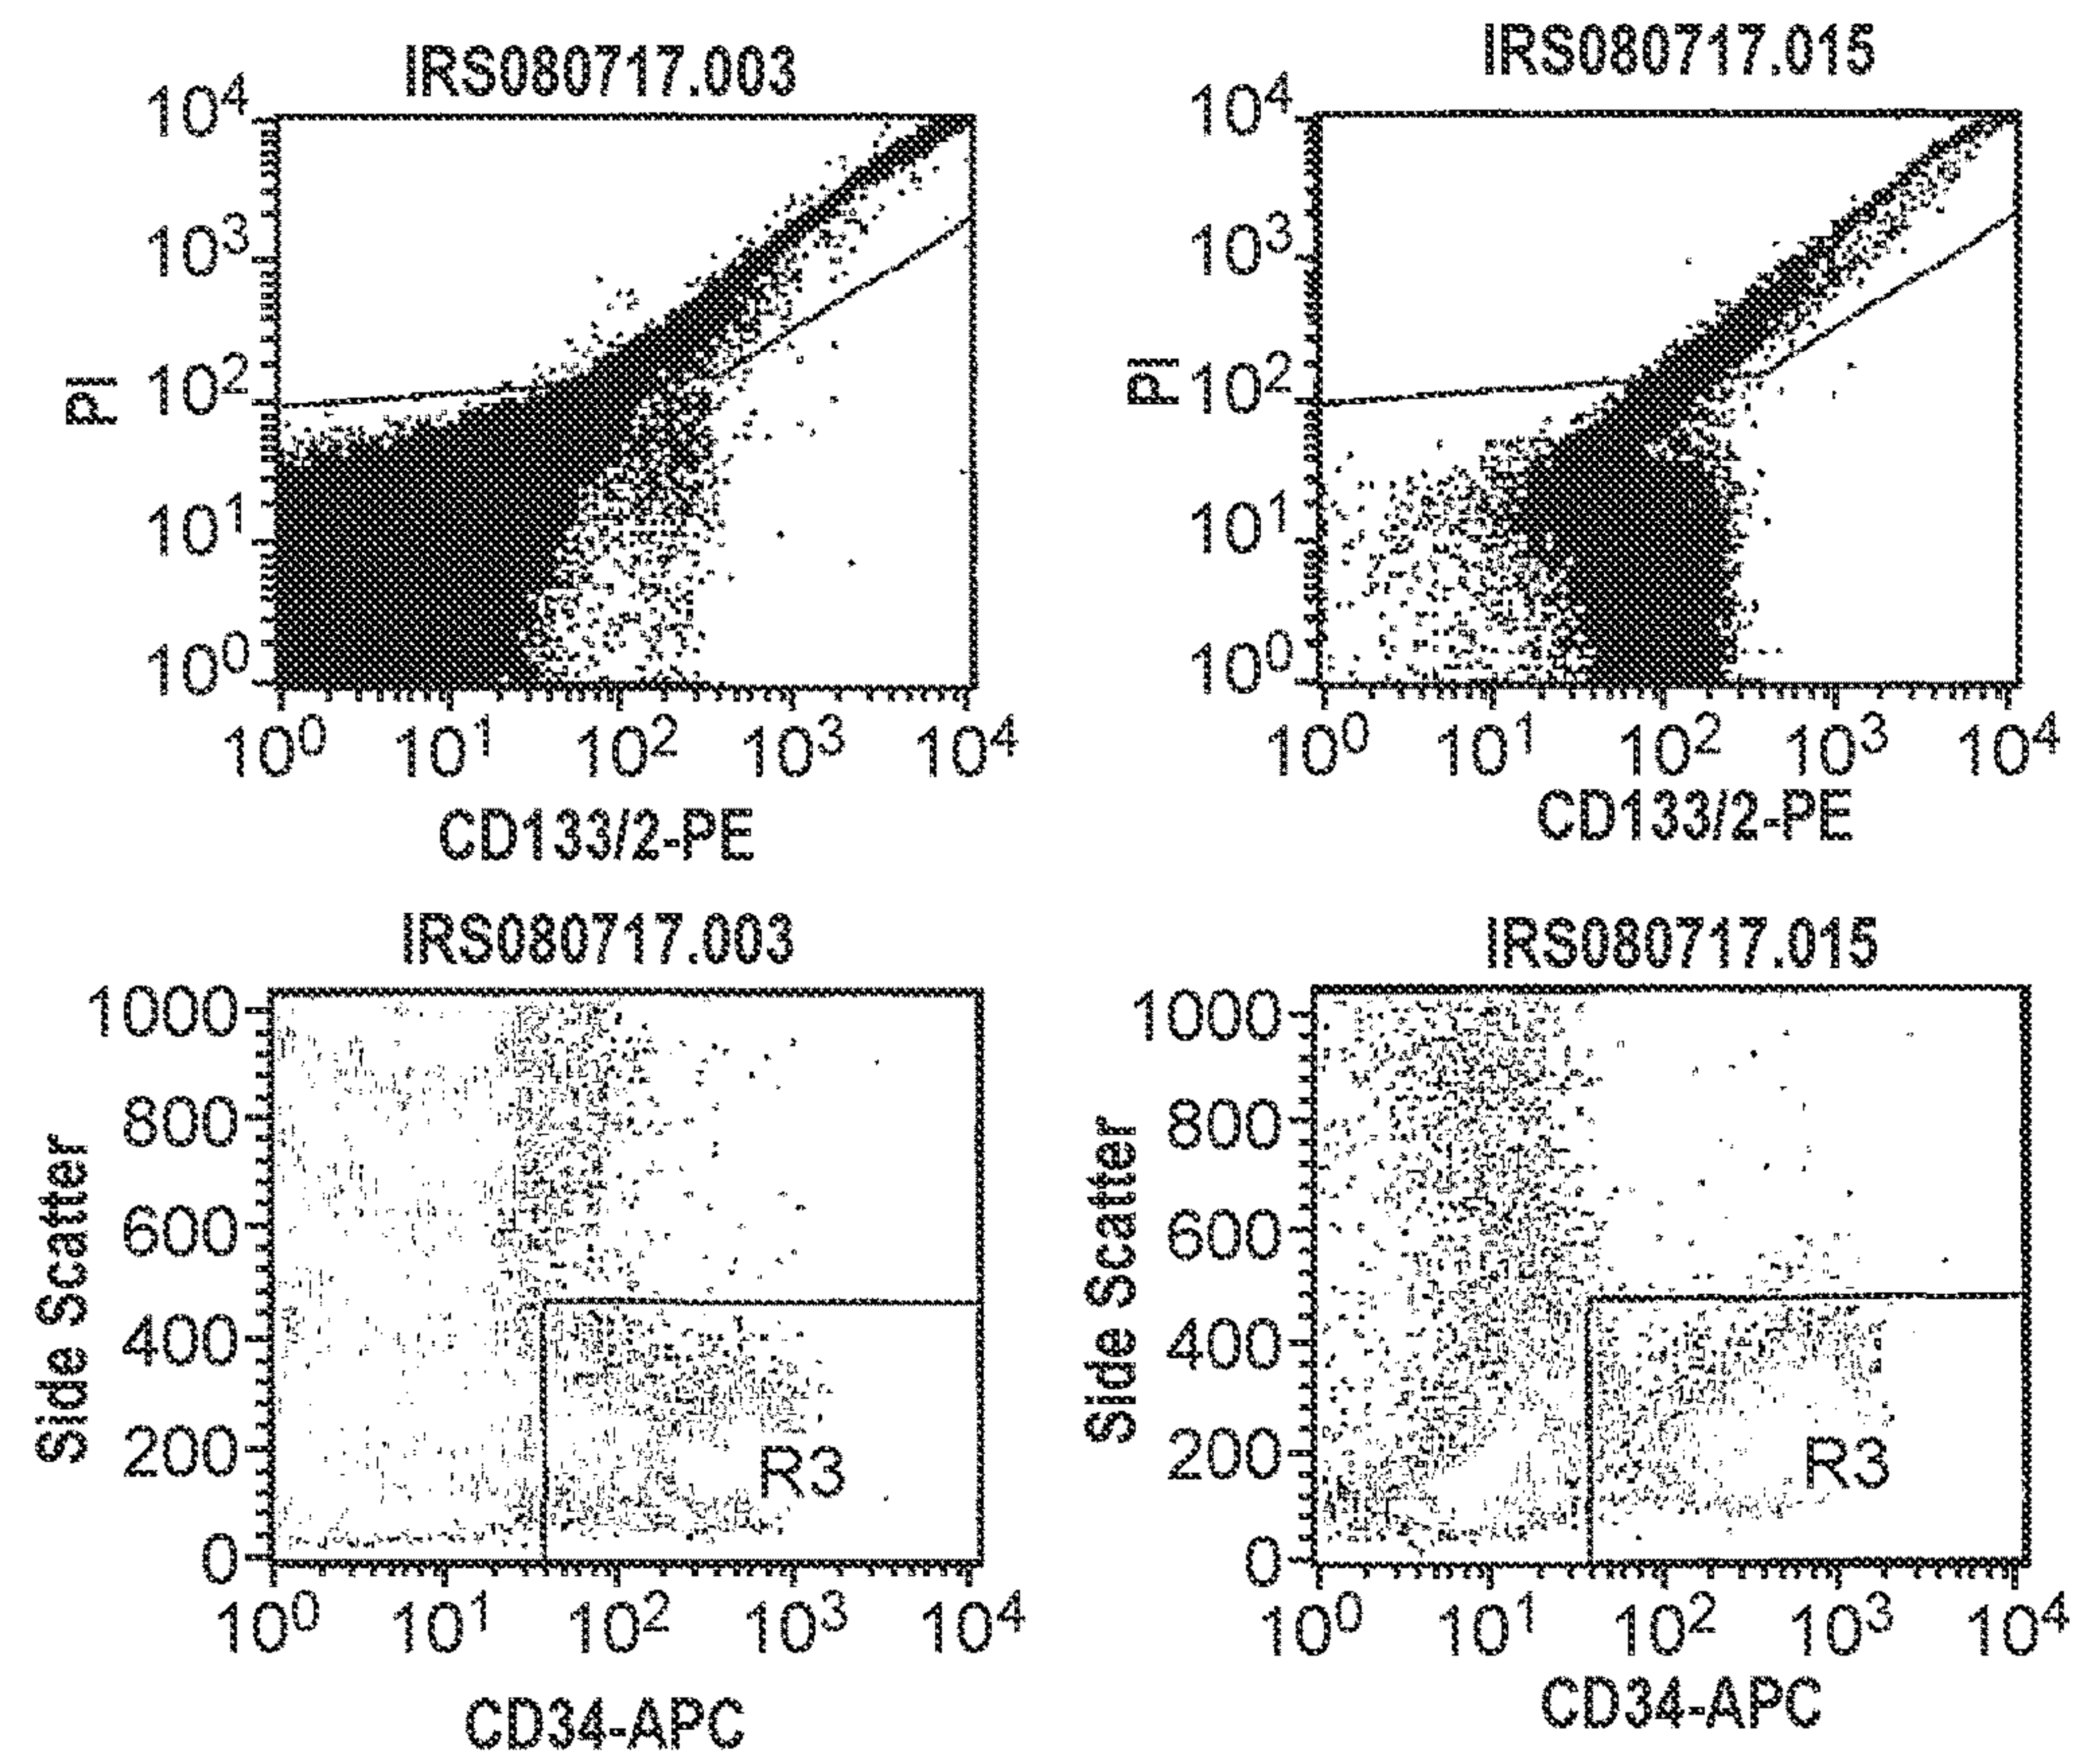 IRS080717.003
10⁴
10³
10²
10¹
10⁰
PI
10⁰ 10¹ 10² 10³ 10⁴
CD133/2-PE
IRS080717.015
10⁴
10³
10²
10¹
10⁰
PI
10⁰ 10¹ 10² 10³ 10⁴
CD133/2-PE
IRS080717.003
1000
800
600
400
200
0
Side Scatter
R3
10⁰ 10¹ 10² 10³ 10⁴
CD34-APC
IRS080717.015
1000
800
600
400
200
0
Side Scatter
R3
10⁰ 10¹ 10² 10³ 10⁴
CD34-APC